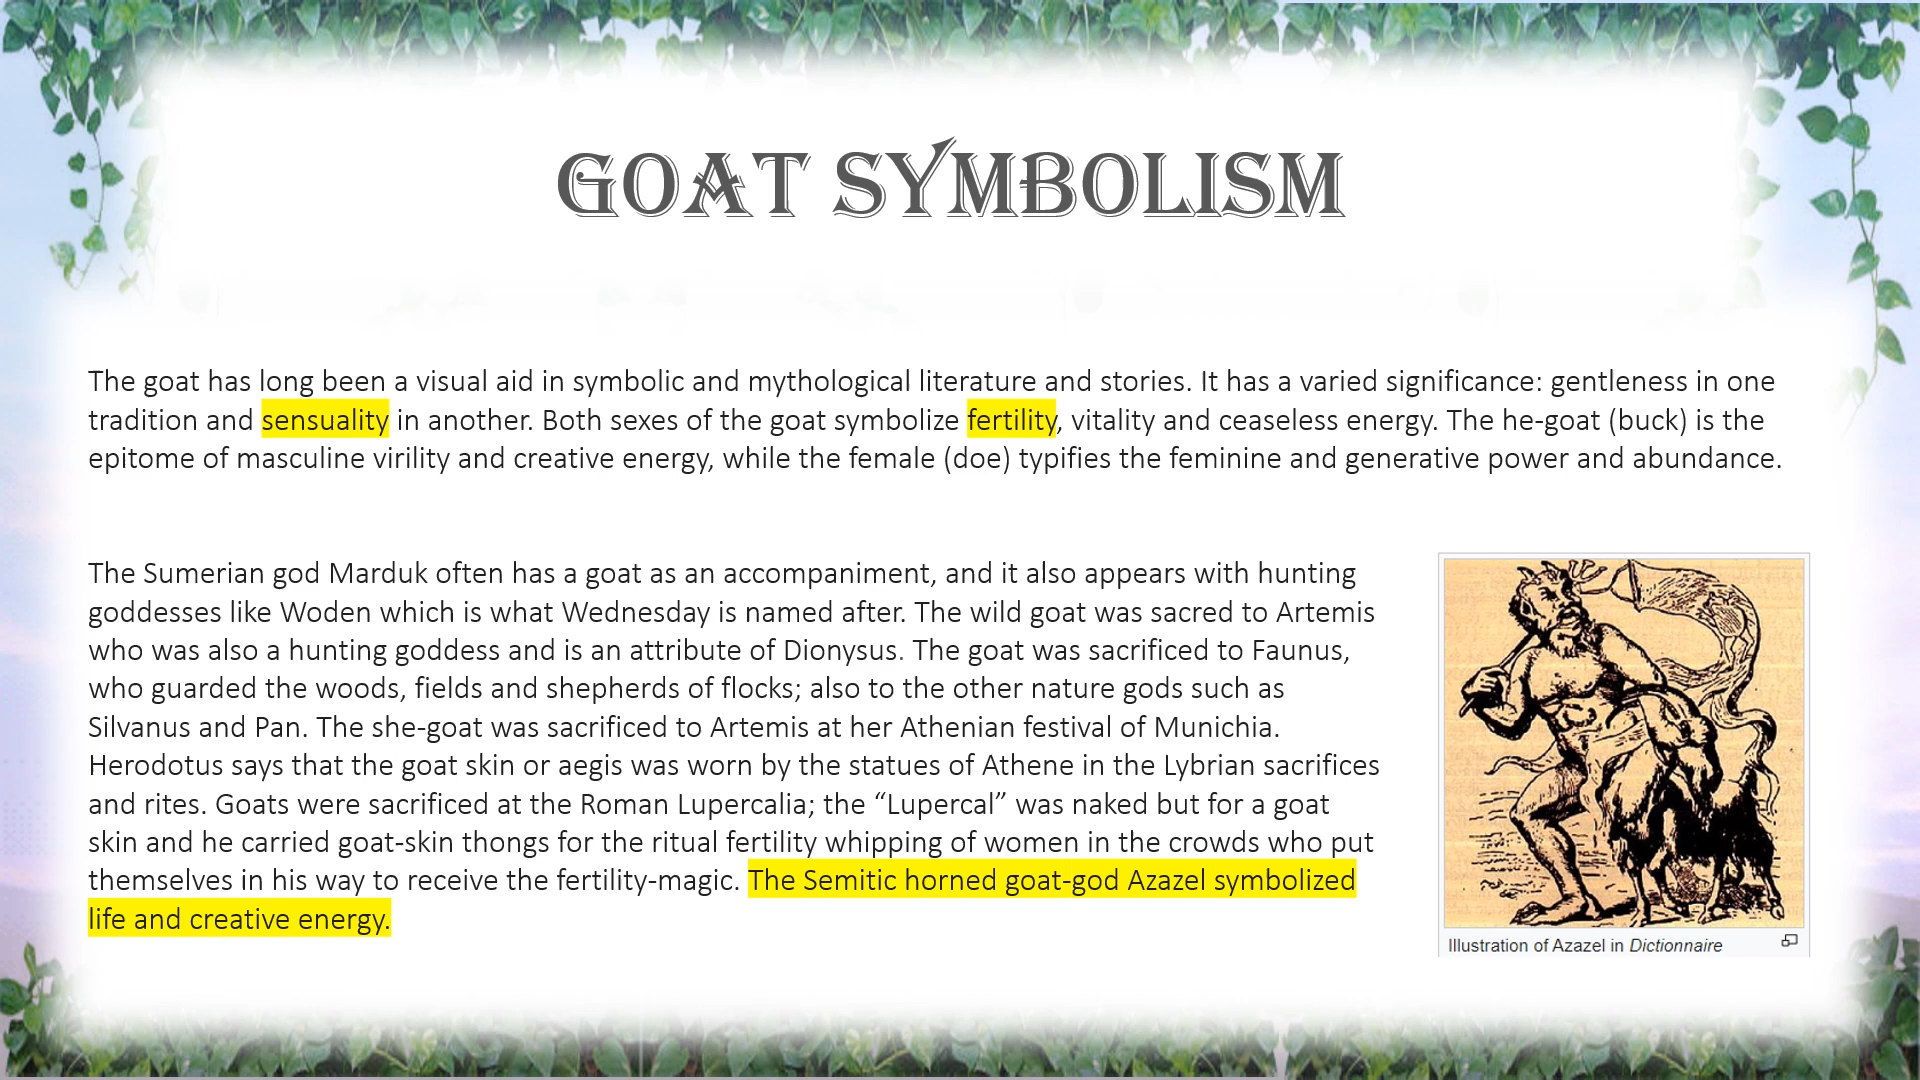 GOAT SYMBOLISM
The goat has long been a visual aid in symbolic and mythological literature and stories. It has a varied significance: gentleness in one
tradition and sensuality in another. Both sexes of the goat symbolize fertility, vitality and ceaseless energy. The he-goat (buck) is the
epitome of masculine virility and creative energy, while the female (doe) typifies the feminine and generative power and abundance.
The Sumerian god Marduk often has a goat as an accompaniment, and it also appears with hunting
goddesses like Woden which is what Wednesday is named after. The wild goat was sacred to Artemis
who was also a hunting goddess and is an attribute of Dionysus. The goat was sacrificed to Faunus,
who guarded the woods, fields and shepherds of flocks; also to the other nature gods such as
Silvanus and Pan. The she-goat was sacrificed to Artemis at her Athenian festival of Munichia.
Herodotus says that the goat skin or aegis was worn by the statues of Athene in the Lybrian sacrifices
and rites. Goats were sacrificed at the Roman Lupercalia; the “Lupercal” was naked but for a goat
skin and he carried goat-skin thongs for the ritual fertility whipping of women in the crowds who put
themselves in his way to receive the fertility-magic. The Semitic horned goat-god Azazel symbolized
life and creative energy.
Illustration of Azazel in Dictionnaire